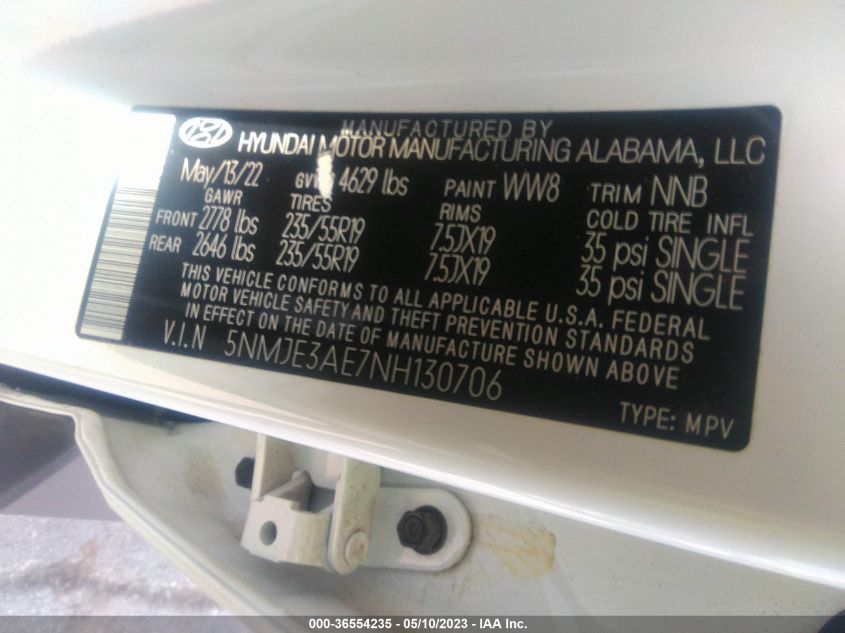 MANUFACTURED BY
HYUNDAI MOTOR MANUFACTURING ALABAMA, LLC
May/13/22 4629 lbs PAINT WW8 TRIM NNB
GAWR TIRES RIMS COLD TIRE INFL
FRONT 2778 lbs 235/55R19 7.5JX19 35 psi SINGLE
REAR 2646 lbs 235/55R19 7.5JX19 35 psi SINGLE
THIS VEHICLE CONFORMS TO ALL APPLICABLE U.S.A. FEDERAL
MOTOR VEHICLE SAFETY AND THEFT PREVENTION STANDARDS
IN EFFECT ON THE DATE OF MANUFACTURE SHOWN ABOVE
V.I.N 5NMJE3AE7NH130706
TYPE: MPV
000-36554235 - 05/10/2023 - IAA Inc.